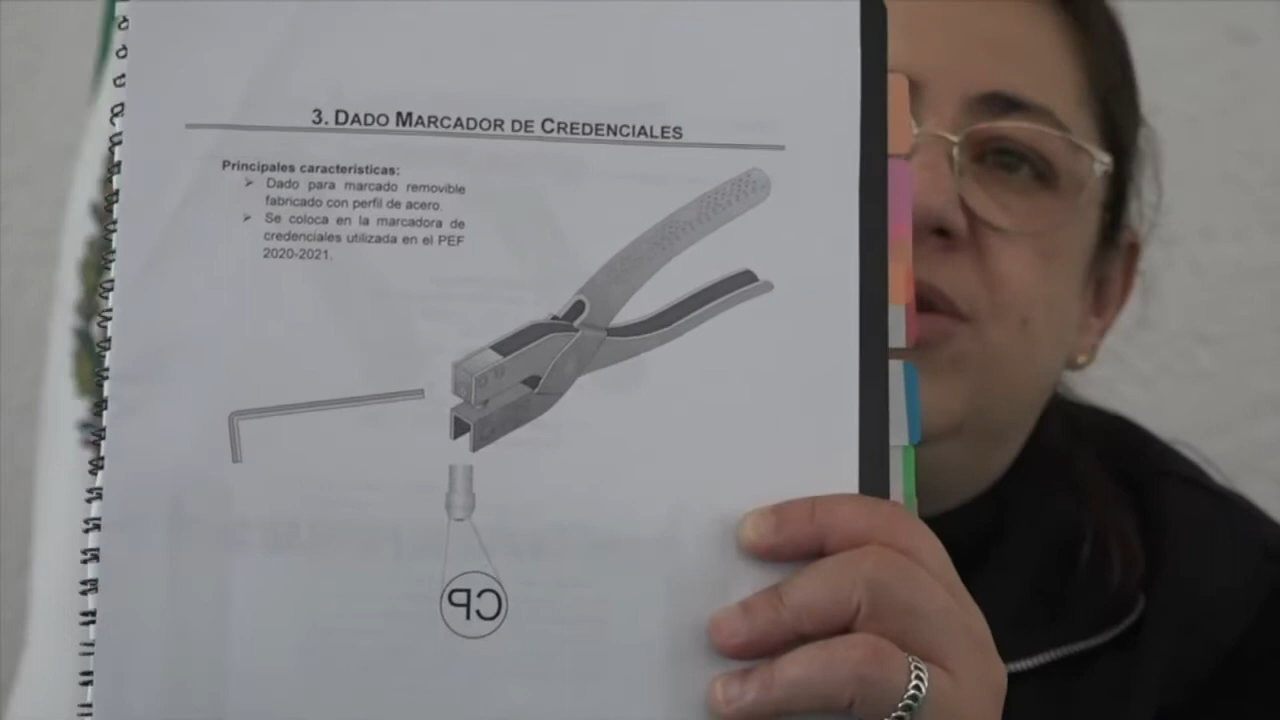 3. DADO MARCADOR DE CREDENCIALES
Principales características:
➢ Dado para marcado removible
fabricado con perfil de acero.
➢ Se coloca en la marcadora de
credenciales utilizada en el PEF
2020-2021.
CP